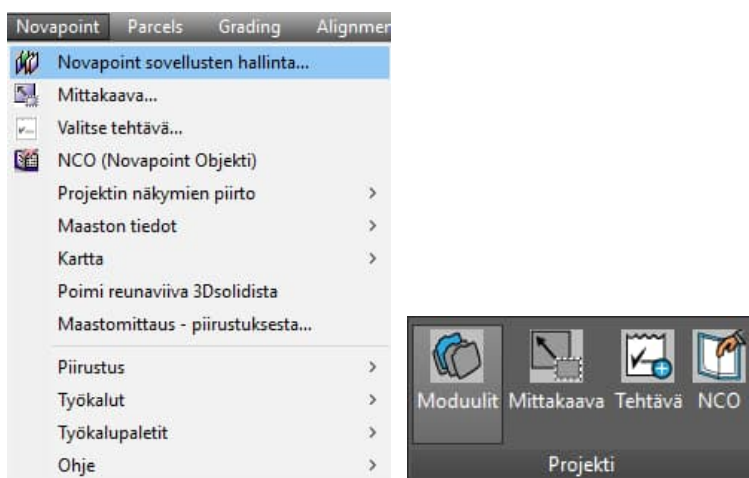 Novapoint Parcels Grading Alignmer
Novapoint sovellusten hallinta...
Mittakaava...
Valitse tehtävä...
NCO (Novapoint Objekti)
Projektin näkymien piirto
Maaston tiedot
Kartta
Poimi reunaviiva 3Dsolidista
Maastomittaus - piirustuksesta...
Piirustus
Työkalut
Työkalupaletit
Ohje
Moduulit Mittakaava Tehtävä NCO
Projekti